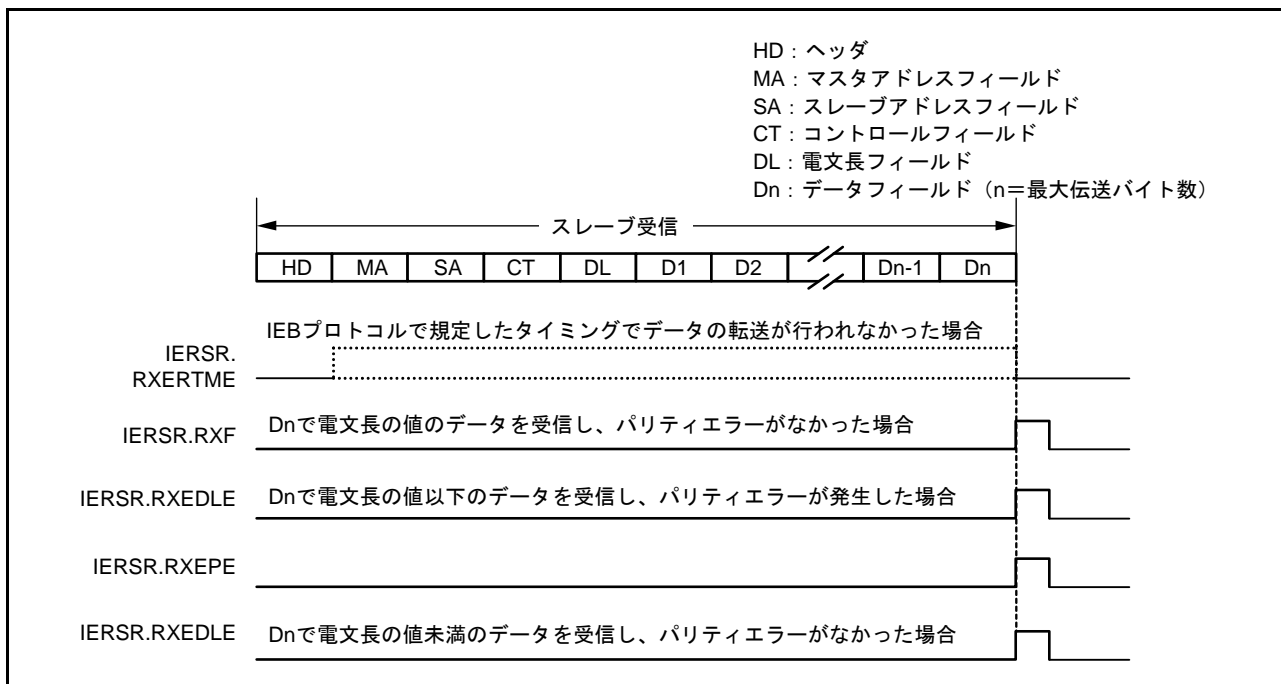 HD：ヘッダ
MA：マスタアドレスフィールド
SA：スレーブアドレスフィールド
CT：コントロールフィールド
DL：電文長フィールド
Dn：データフィールド（n＝最大伝送バイト数）
スレーブ受信
HD MA SA CT DL D1 D2 Dn-1 Dn
IEBプロトコルで規定したタイミングでデータの転送が行われなかった場合
IERSR.
RXERTME
Dnで電文長の値のデータを受信し、パリティエラーがなかった場合
IERSR.RXF
Dnで電文長の値以下のデータを受信し、パリティエラーが発生した場合
IERSR.RXEDLE
IERSR.RXEPE
IERSR.RXEDLE
Dnで電文長の値未満のデータを受信し、パリティエラーがなかった場合